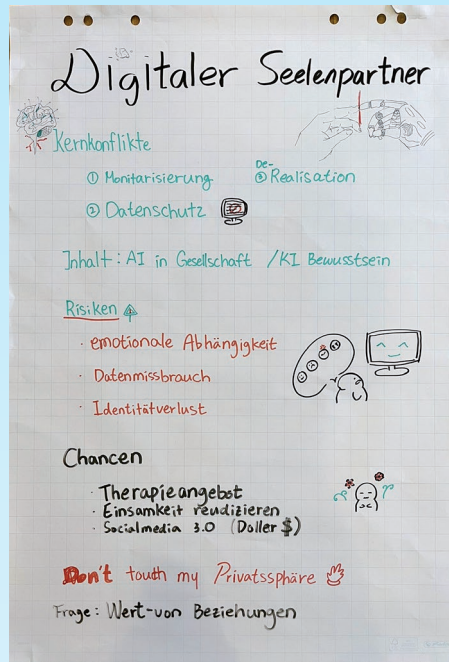 Digitaler Seelenpartner
Kernkonflikte
① Monitarisierung
De-
③ Realisation
② Datenschutz
Inhalt: AI in Gesellschaft / KI Bewusstsein
Risiken
· emotionale Abhängigkeit
· Datenmissbrauch
· Identitätverlust
Chancen
· Therapieangebot
· Einsamkeit reudizieren
· Socialmedia 3.0 (Doller $)
Don't touth my Privatssphäre
Frage: Wert-von Beziehungen